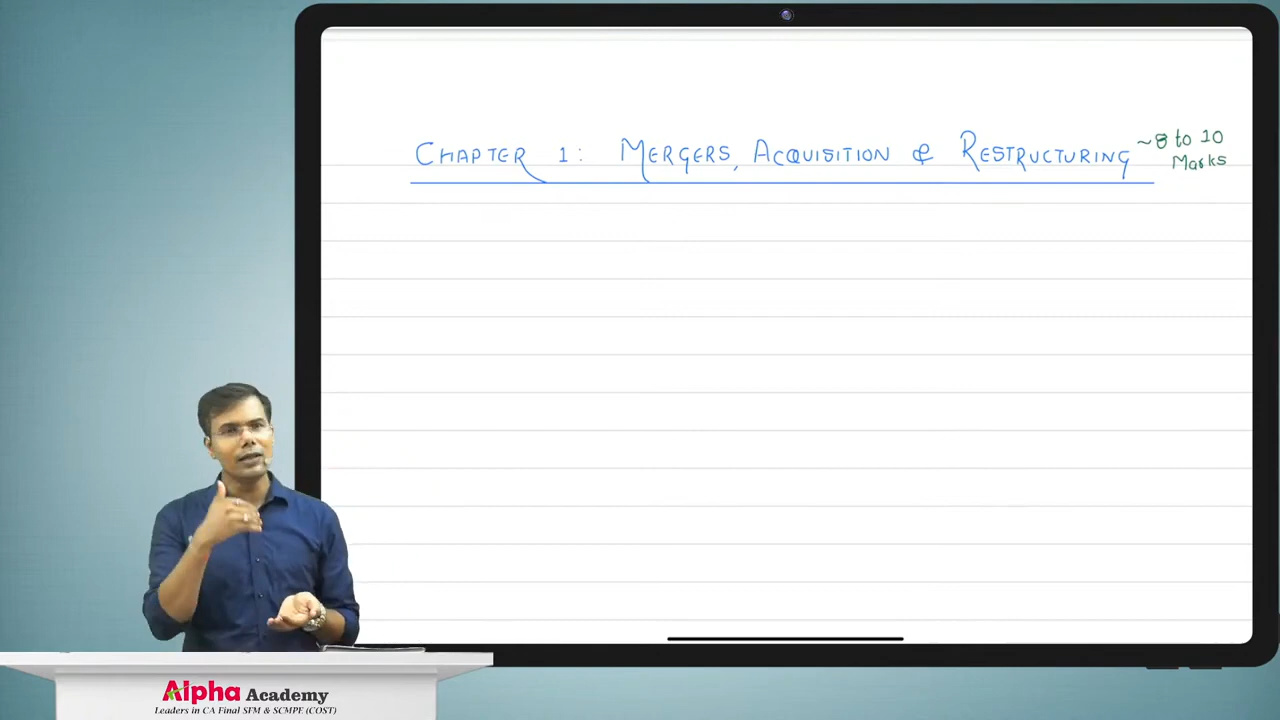 CHAPTER 1: MERGERS, ACQUISITION & RESTRUCTURING
~8 to 10
Marks
Alpha Academy
Leaders in CA Final SFM & SCMPE (COST)